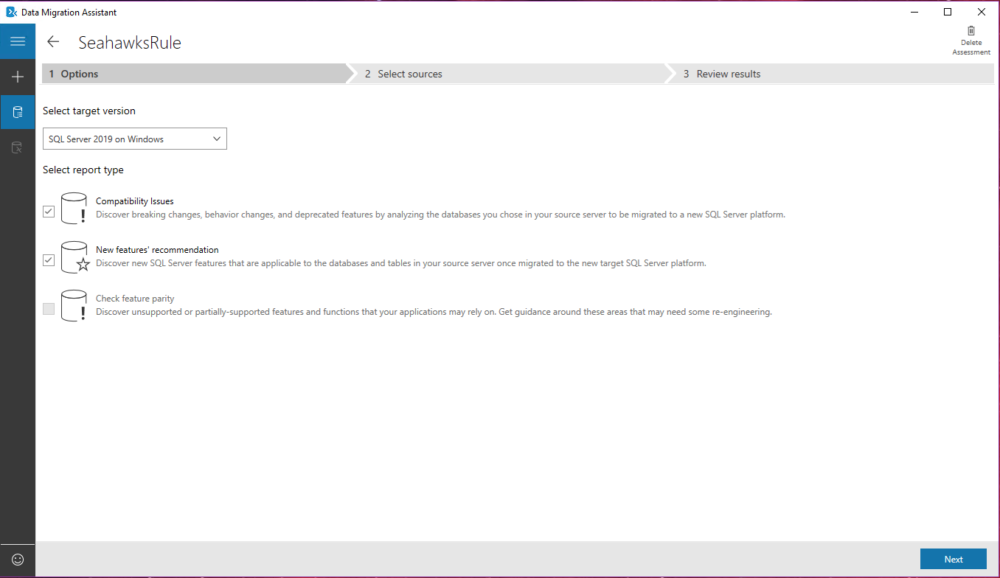 Data Migration Assistant
SeahawksRule
Delete
Assessment
1 Options
2 Select sources
3 Review results
Select target version
SQL Server 2019 on Windows
Select report type
Compatibility Issues
Discover breaking changes, behavior changes, and deprecated features by analyzing the databases you chose in your source server to be migrated to a new SQL Server platform.
New features' recommendation
Discover new SQL Server features that are applicable to the databases and tables in your source server once migrated to the new target SQL Server platform.
Check feature parity
Discover unsupported or partially-supported features and functions that your applications may rely on. Get guidance around these areas that may need some re-engineering.
Next